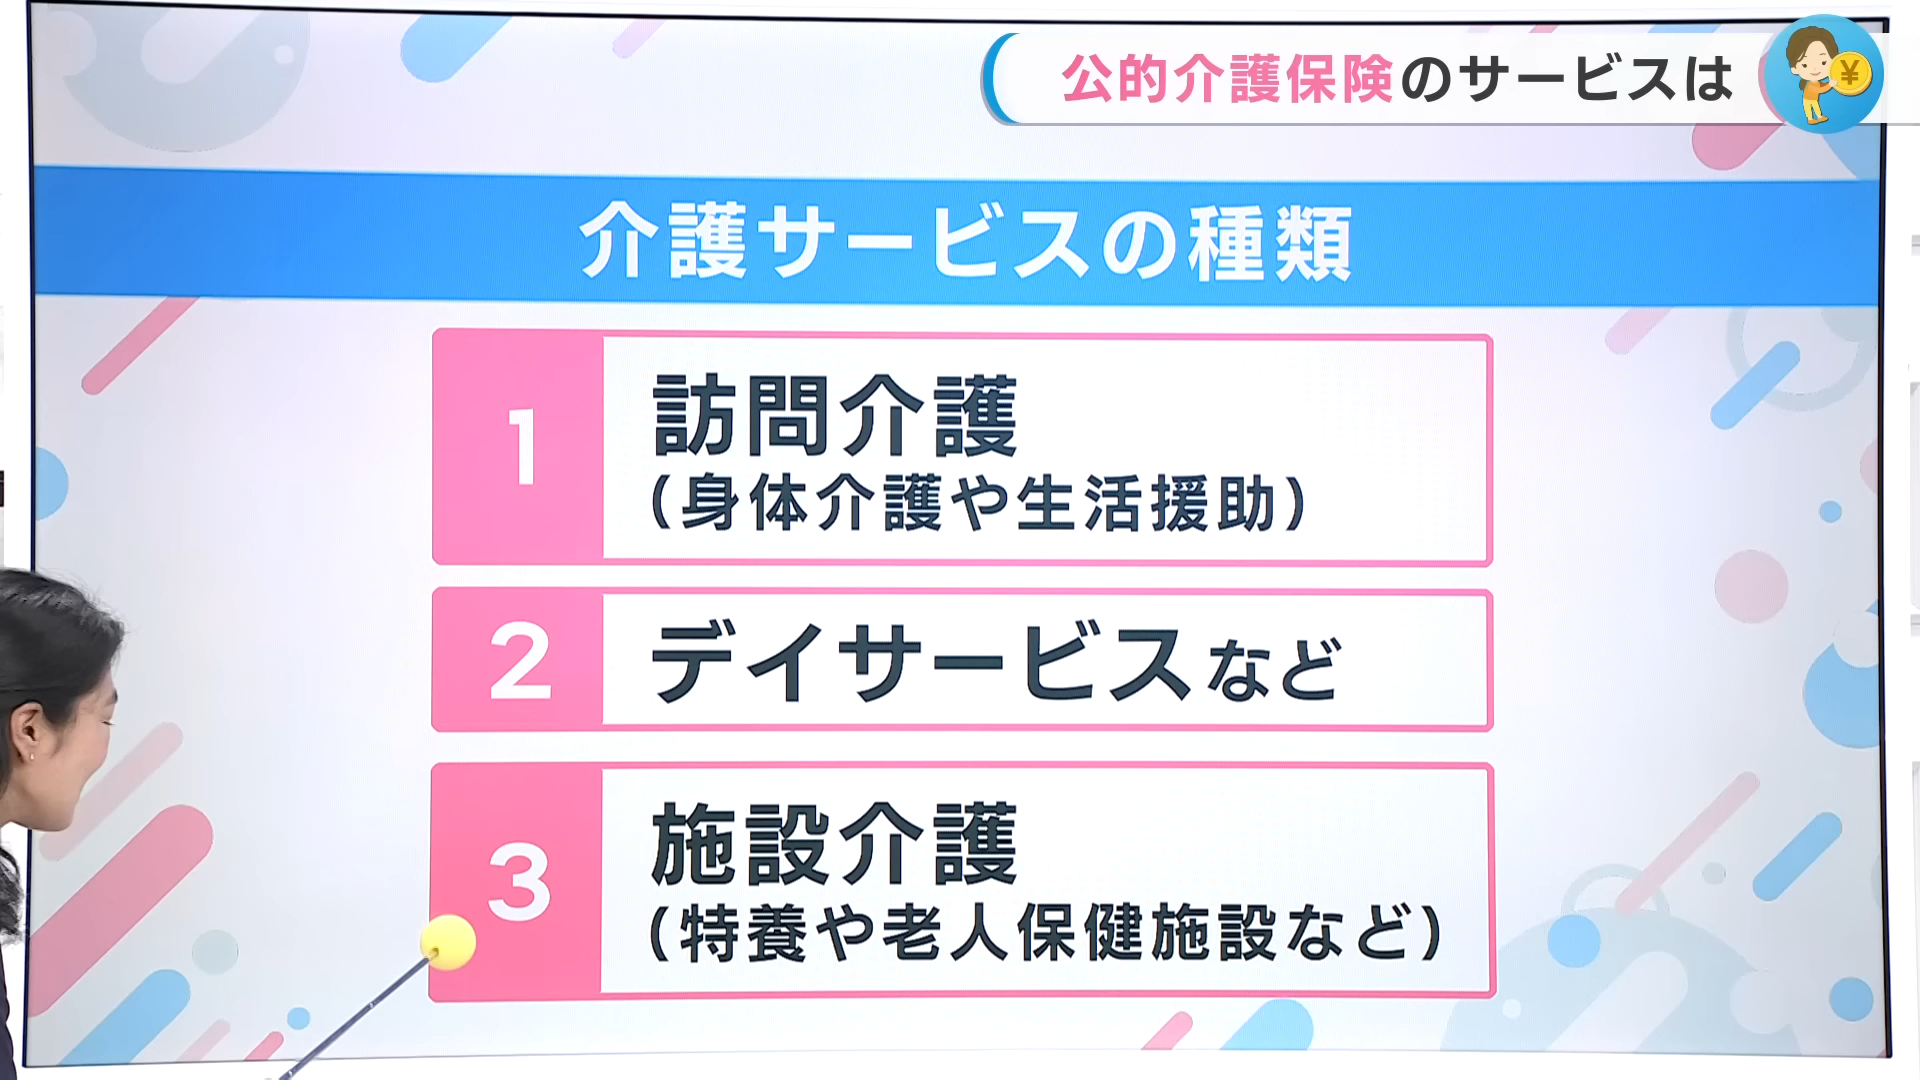 公的介護保険のサービスは
¥
介護サービスの種類
1
訪問介護
(身体介護や生活援助)
2
デイサービスなど
3
施設介護
(特養や老人保健施設など)